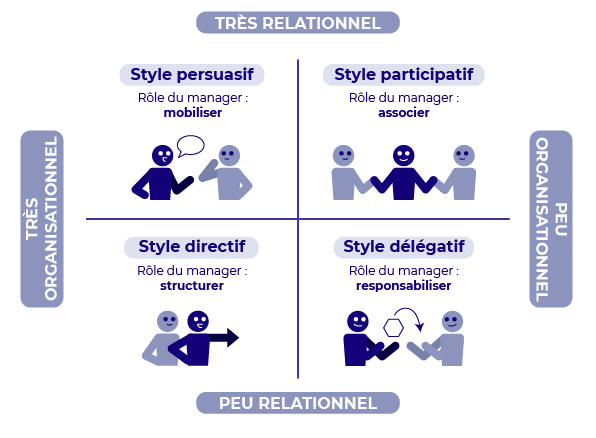 TRÈS RELATIONNEL
Style persuasif
Rôle du manager :
mobiliser
Style participatif
Rôle du manager :
associer
TRÈS
ORGANISATIONNEL
PEU
ORGANISATIONNEL
Style directif
Rôle du manager :
structurer
Style délégatif
Rôle du manager :
responsabiliser
PEU RELATIONNEL